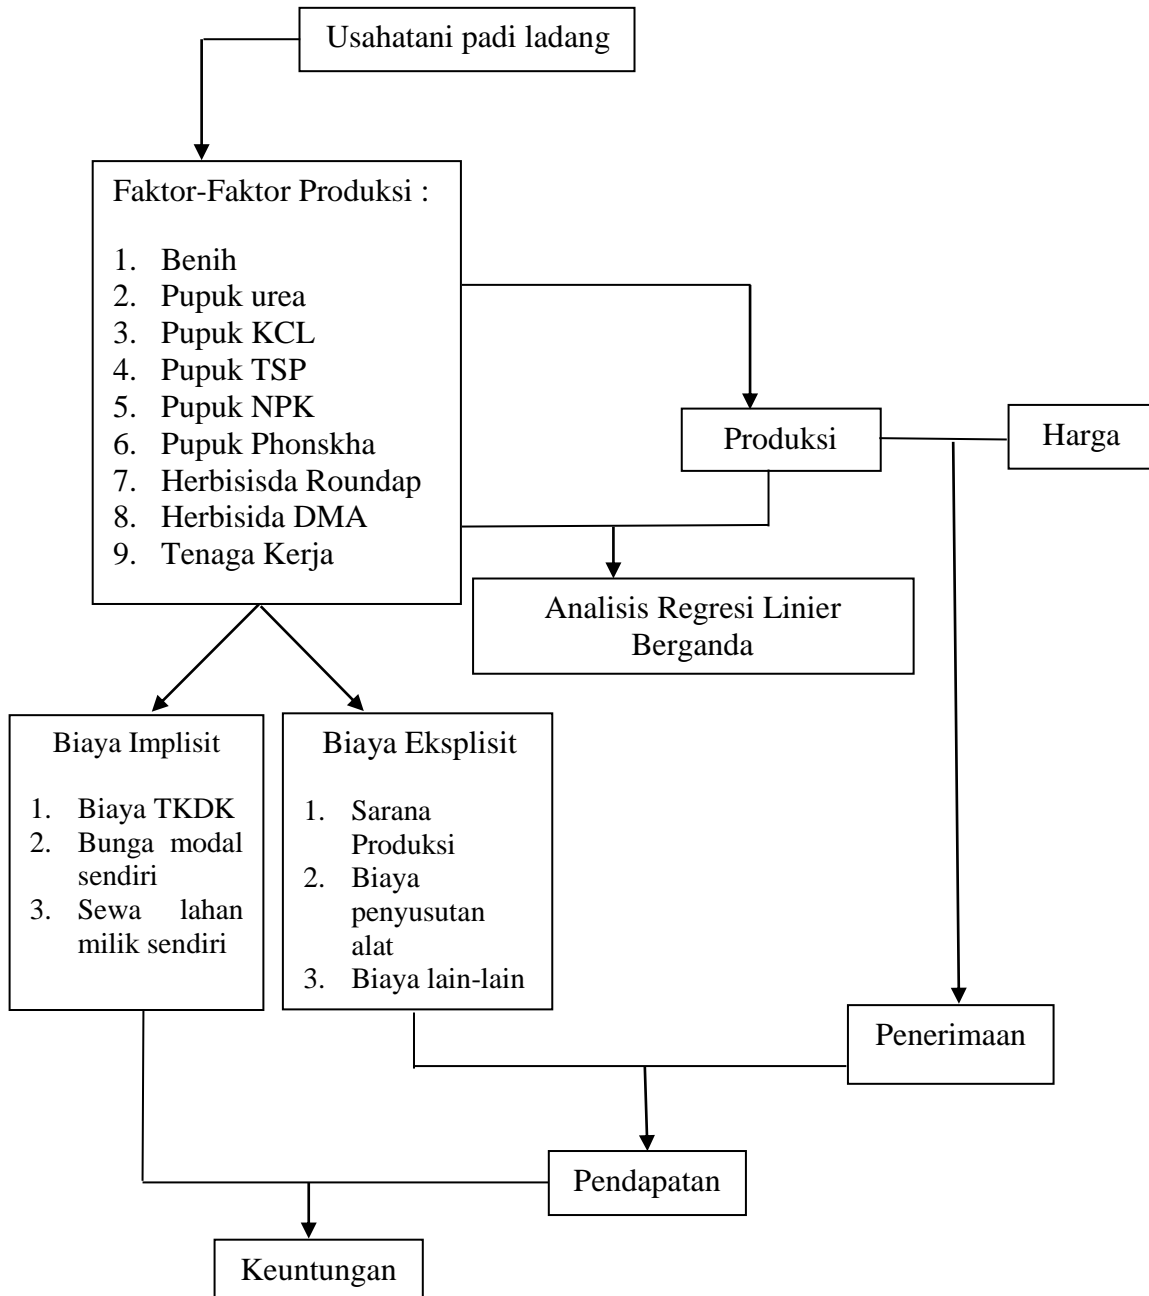 Usahatani padi ladang
Faktor-Faktor Produksi :
1. Benih
2. Pupuk urea
3. Pupuk KCL
4. Pupuk TSP
5. Pupuk NPK
6. Pupuk Phonskha
7. Herbisisda Roundap
8. Herbisida DMA
9. Tenaga Kerja
Produksi
Harga
Analisis Regresi Linier
Berganda
Biaya Implisit
1. Biaya TKDK
2. Bunga modal
sendiri
3. Sewa lahan
milik sendiri
Biaya Eksplisit
1. Sarana
Produksi
2. Biaya
penyusutan
alat
3. Biaya lain-lain
Penerimaan
Pendapatan
Keuntungan